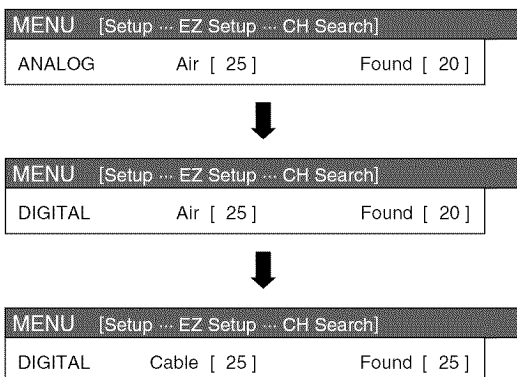 MENU [Setup ··· EZ Setup ··· CH Search]
ANALOG Air [ 25 ] Found [ 20 ]
MENU [Setup ··· EZ Setup ··· CH Search]
DIGITAL Air [ 25 ] Found [ 20 ]
MENU [Setup ··· EZ Setup ··· CH Search]
DIGITAL Cable [ 25 ] Found [ 25 ]